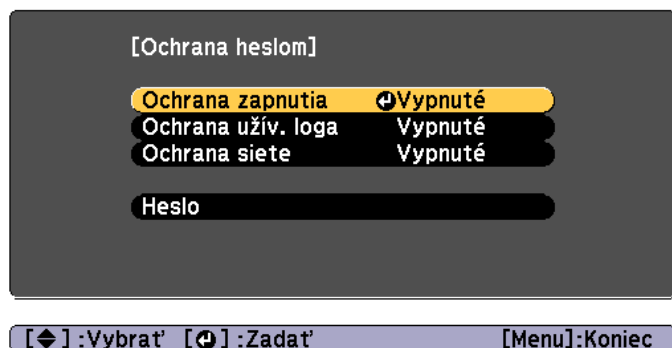 [Ochrana heslom]
Ochrana zapnutia Vypnuté
Ochrana užív. loga Vypnuté
Ochrana siete Vypnuté
Heslo
[ ] :Vybrať [ ] :Zadať [Menu]:Koniec